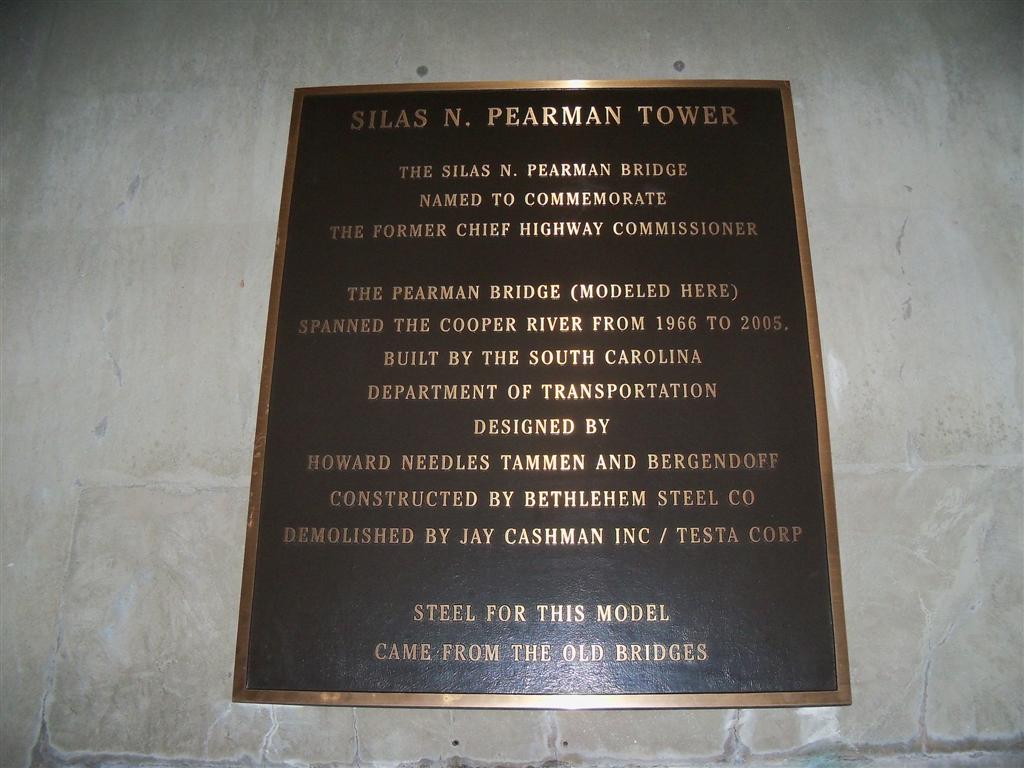 SILAS N. PEARMAN TOWER
THE SILAS N. PEARMAN BRIDGE
NAMED TO COMMEMORATE
THE FORMER CHIEF HIGHWAY COMMISSIONER
THE PEARMAN BRIDGE (MODELED HERE)
SPANNED THE COOPER RIVER FROM 1966 TO 2005.
BUILT BY THE SOUTH CAROLINA
DEPARTMENT OF TRANSPORTATION
DESIGNED BY
HOWARD NEEDLES TAMMEN AND BERGENDOFF
CONSTRUCTED BY BETHLEHEM STEEL CO
DEMOLISHED BY JAY CASHMAN INC / TESTA CORP
STEEL FOR THIS MODEL
CAME FROM THE OLD BRIDGES